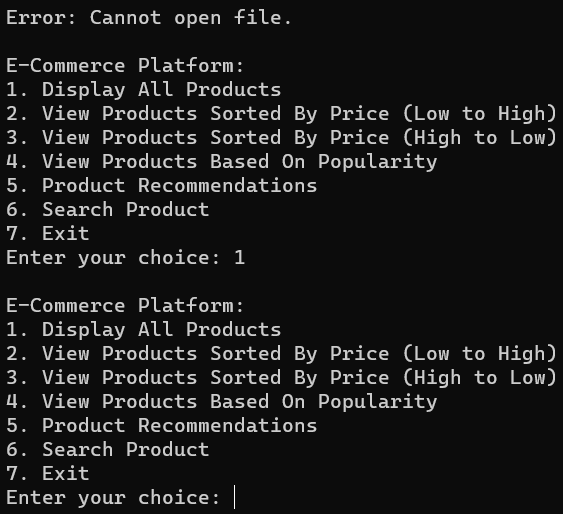 Error: Cannot open file.
E-Commerce Platform:
1. Display All Products
2. View Products Sorted By Price (Low to High)
3. View Products Sorted By Price (High to Low)
4. View Products Based On Popularity
5. Product Recommendations
6. Search Product
7. Exit
Enter your choice: 1
E-Commerce Platform:
1. Display All Products
2. View Products Sorted By Price (Low to High)
3. View Products Sorted By Price (High to Low)
4. View Products Based On Popularity
5. Product Recommendations
6. Search Product
7. Exit
Enter your choice: